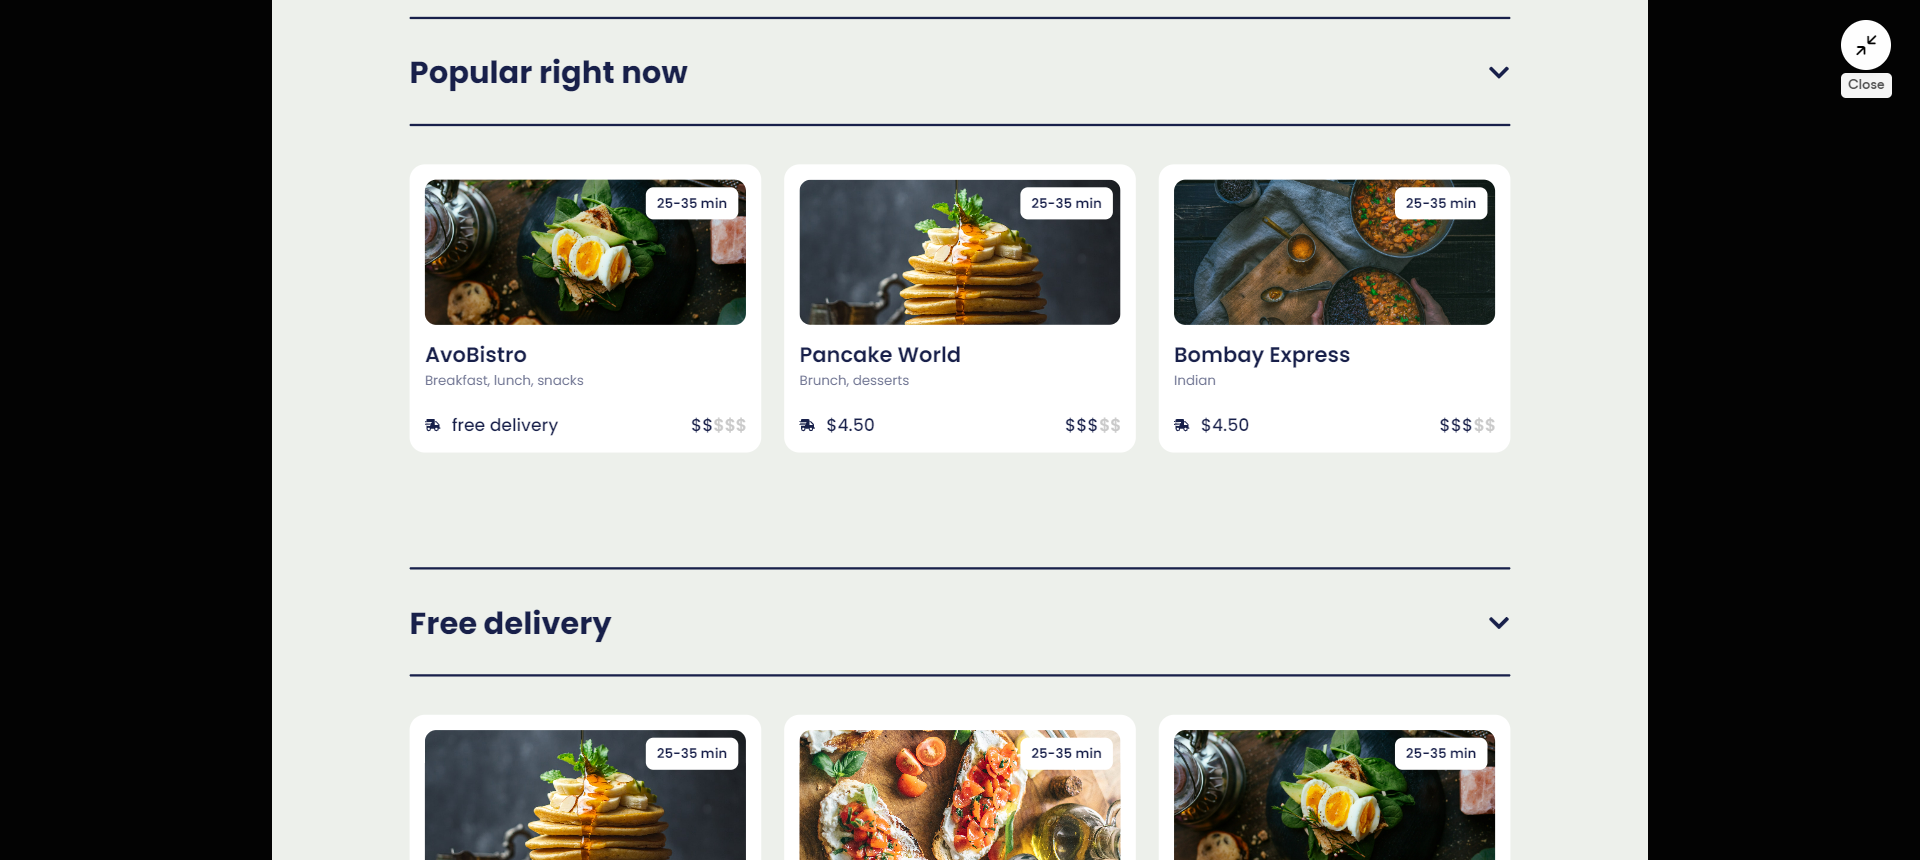 Close
Popular right now
25-35 min
25-35 min
25-35 min
AvoBistro
Breakfast, lunch, snacks
free delivery
$$$$$
Pancake World
Brunch, desserts
$4.50
$$$$$
Bombay Express
Indian
$4.50
$$$$$
Free delivery
25-35 min
25-35 min
25-35 min